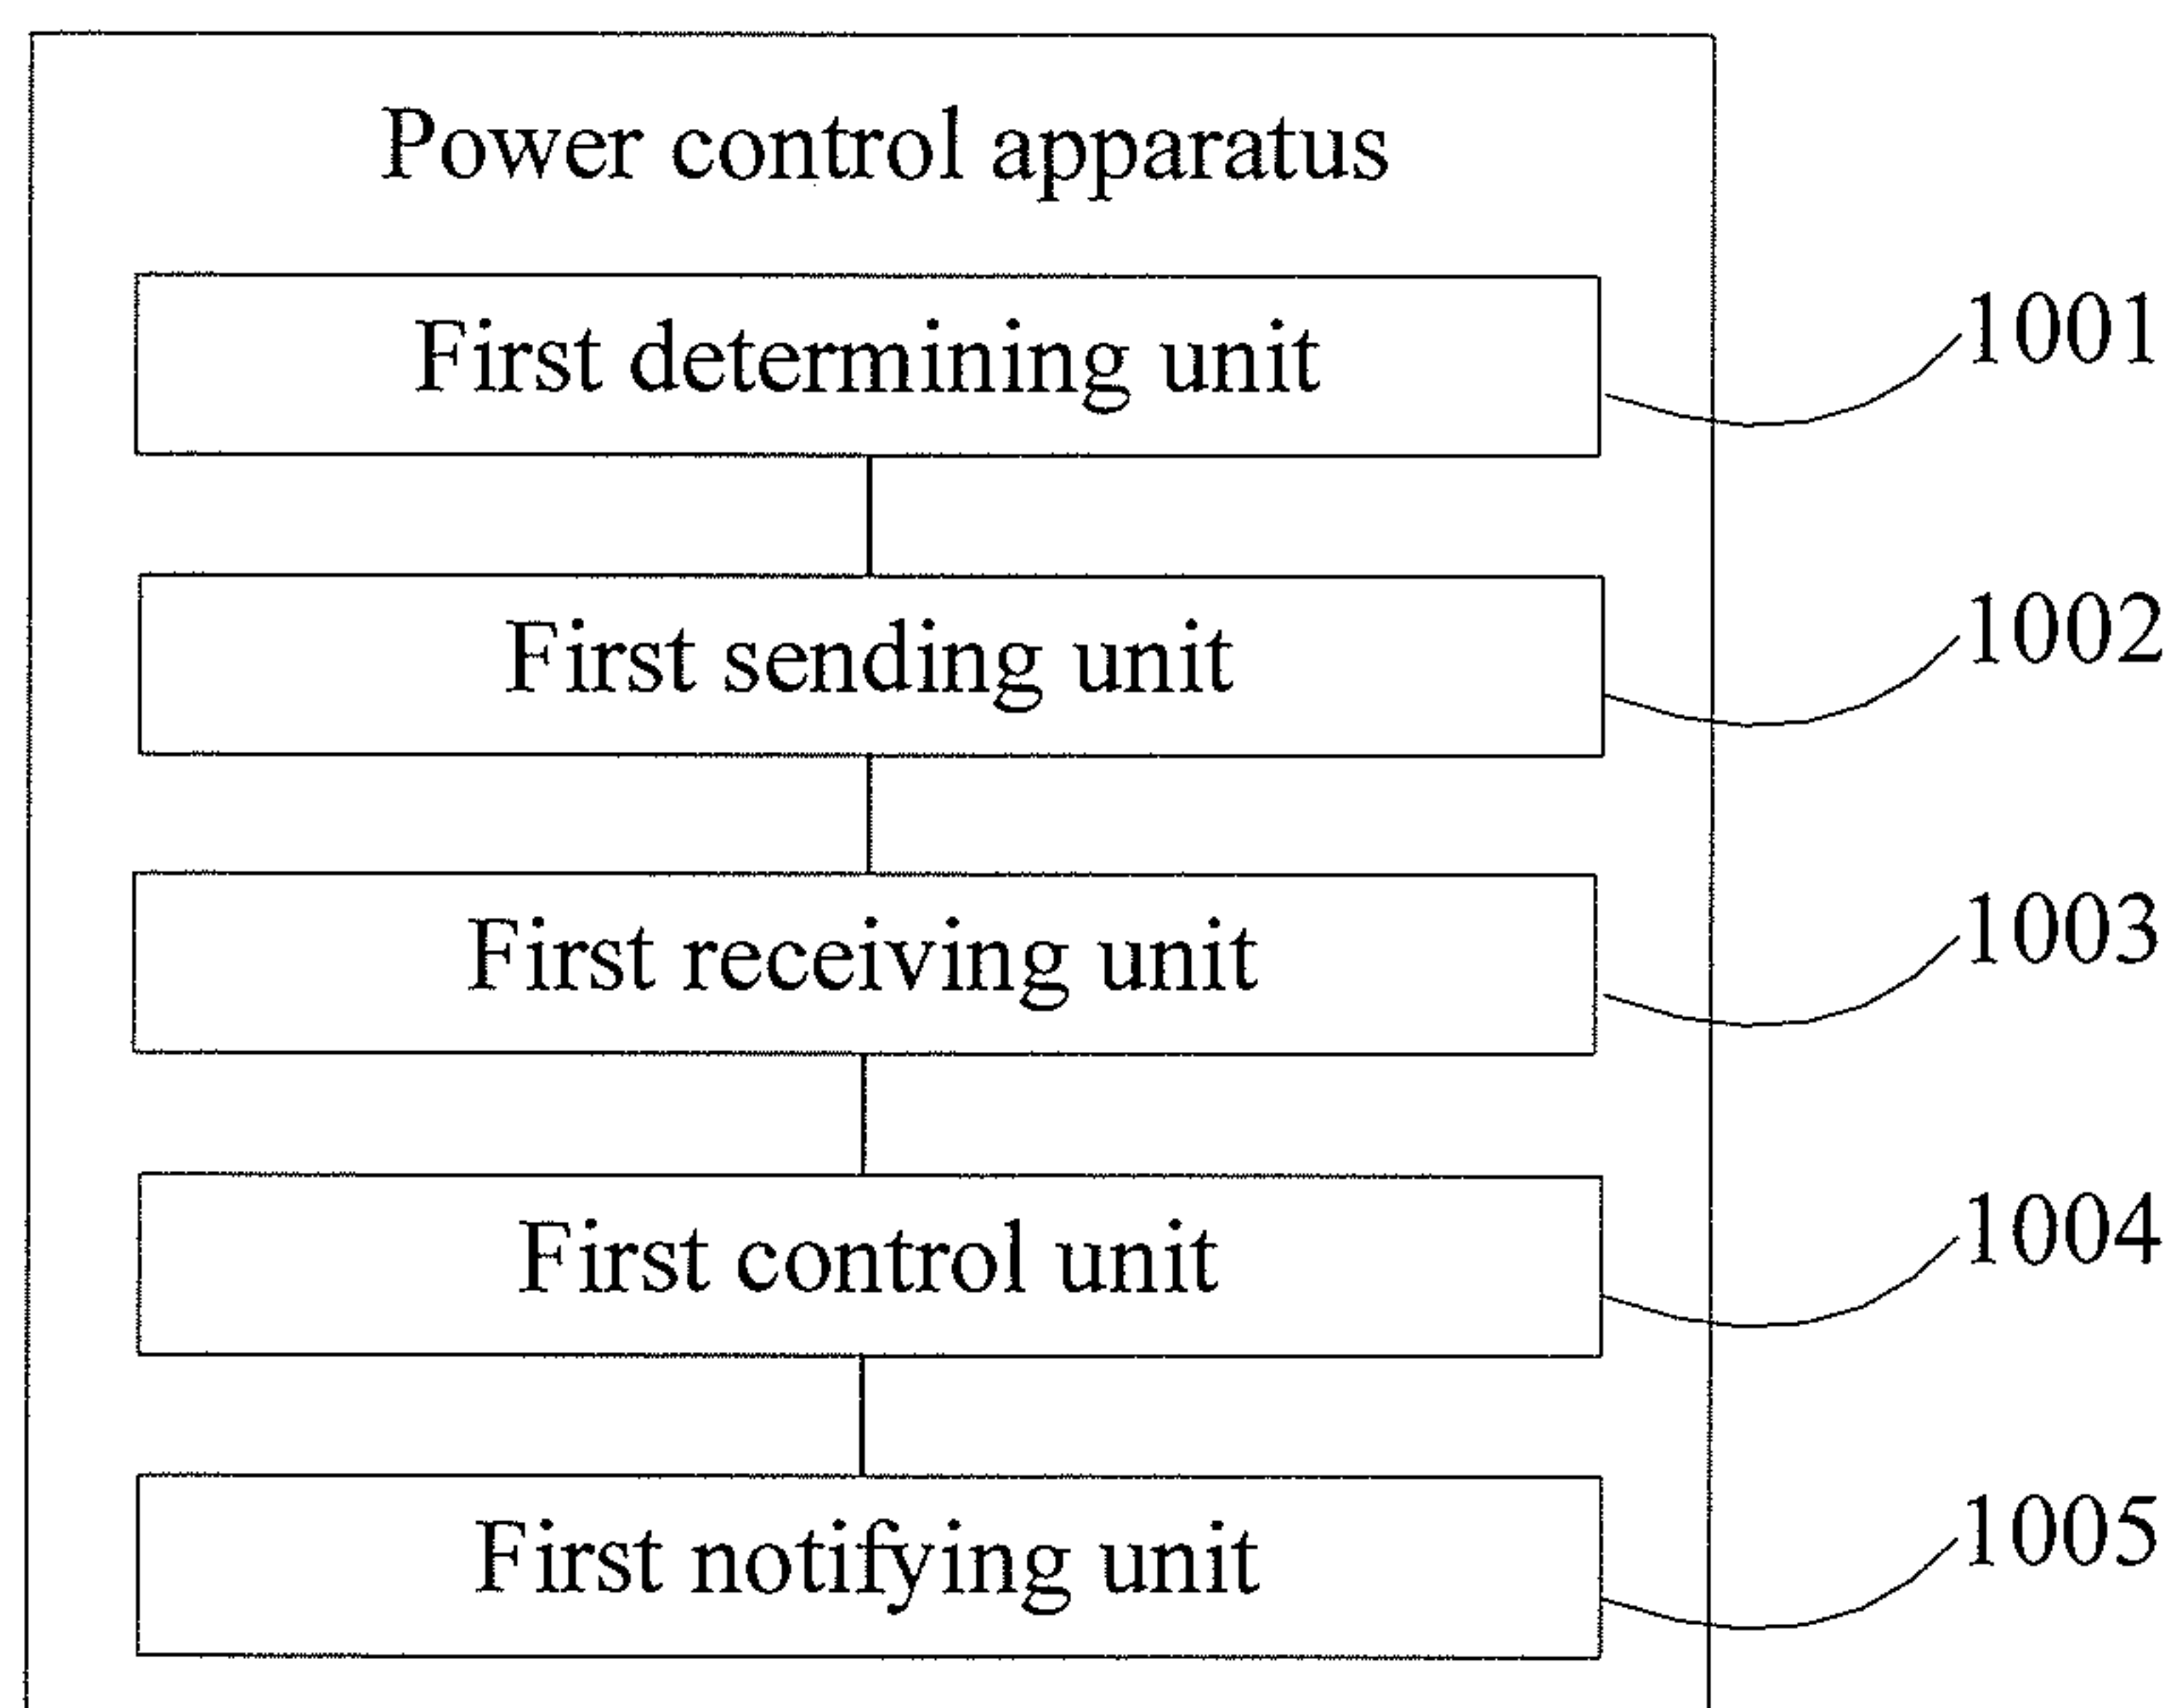 Power control apparatus
First determining unit
1001
First sending unit
1002
First receiving unit
1003
First control unit
1004
First notifying unit
1005